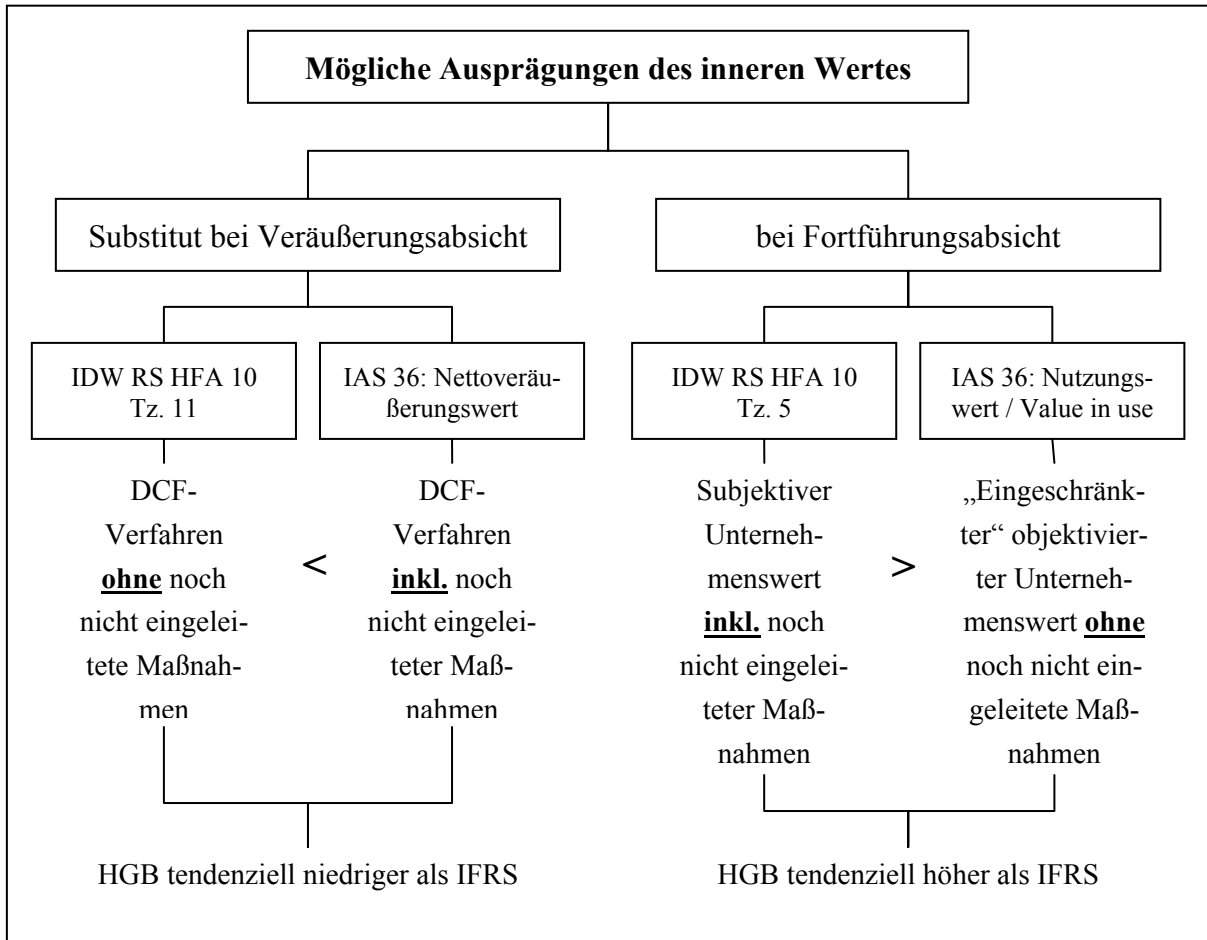 Mögliche Ausprägungen des inneren Wertes
Substitut bei Veräußerungsabsicht
bei Fortführungsabsicht
IDW RS HFA 10
Tz. 11
IAS 36: Nettoveräu-
ßerungswert
IDW RS HFA 10
Tz. 5
IAS 36: Nutzungs-
wert / Value in use
DCF-
Verfahren
ohne noch
nicht eingelei-
tete Maßnah-
men
<
DCF-
Verfahren
inkl. noch
nicht eingelei-
teter Maß-
nahmen
Subjektiver
Unterneh-
menswert
inkl. noch
nicht eingelei-
teter Maß-
nahmen
>
„Eingeschränk-
ter“ objektivier-
ter Unterneh-
menswert ohne
noch nicht ein-
geleitete Maß-
nahmen
HGB tendenziell niedriger als IFRS
HGB tendenziell höher als IFRS